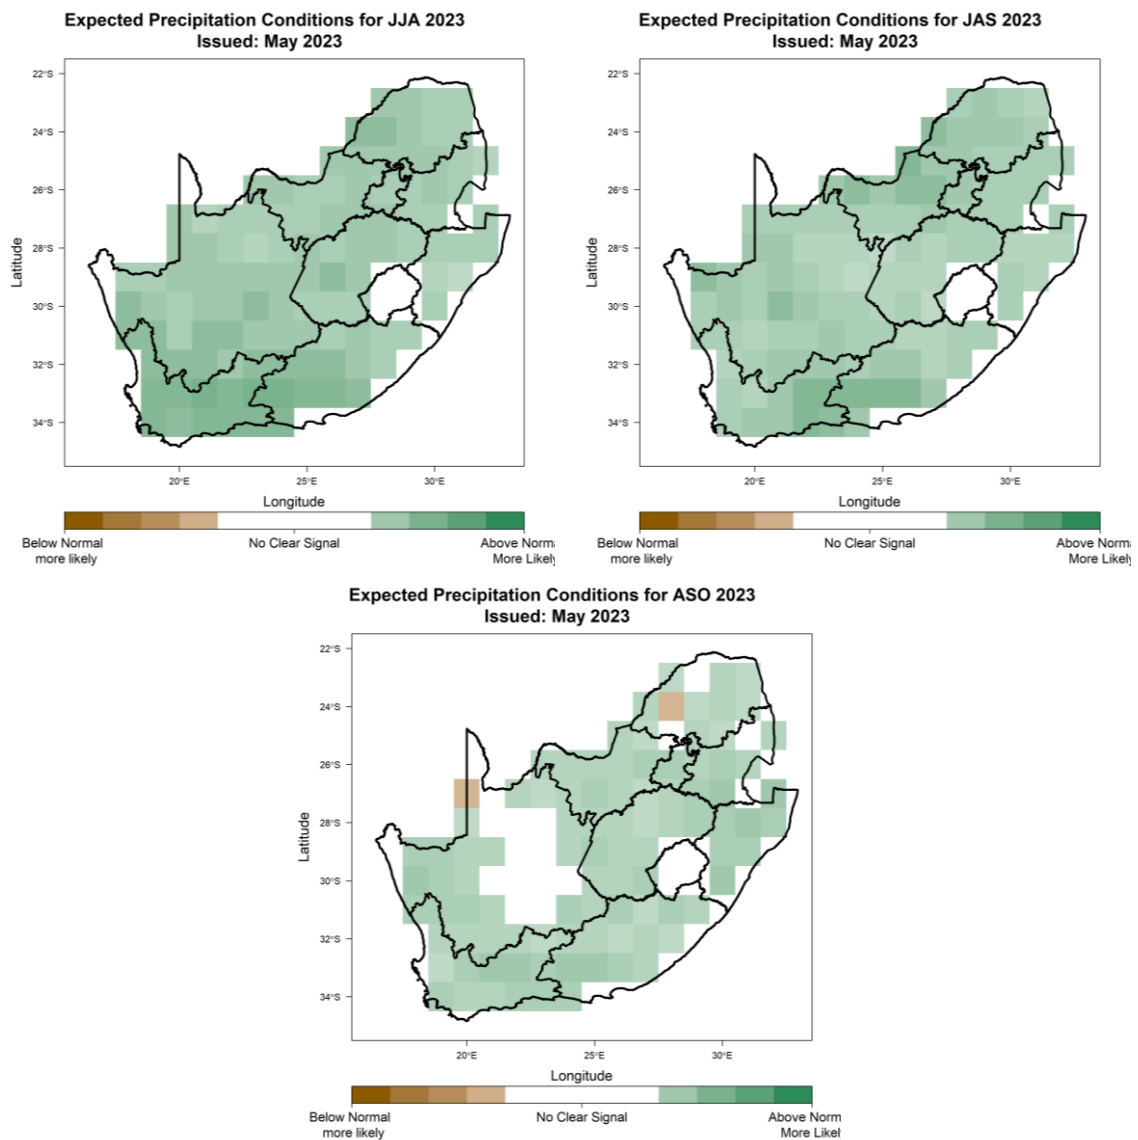 Expected Precipitation Conditions for JJA 2023
Issued: May 2023
22°S
24°S
26°S
28°S
30°S
32°S
34°S
Latitude
20°E
25°E
30°E
Longitude
Below Normal
more likely
No Clear Signal
Above Norma
More Likely
Expected Precipitation Conditions for JAS 2023
Issued: May 2023
22°S
24°S
26°S
28°S
30°S
32°S
34°S
Latitude
20°E
25°E
30°E
Longitude
Below Normal
more likely
No Clear Signal
Above Norma
More Likely
Expected Precipitation Conditions for ASO 2023
Issued: May 2023
22°S
24°S
26°S
28°S
30°S
32°S
34°S
Latitude
20°E
25°E
30°E
Longitude
Below Normal
more likely
No Clear Signal
Above Norm
More Likel